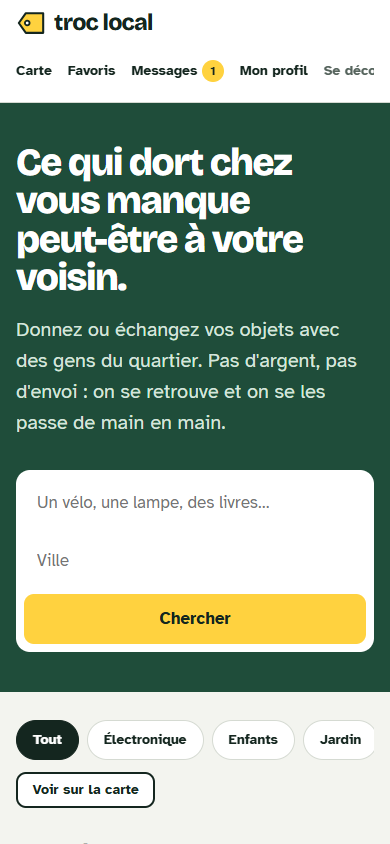 troc local
Carte Favoris Messages 1 Mon profil Se déco
Ce qui dort chez
vous manque
peut-être à votre
voisin.
Donnez ou échangez vos objets avec
des gens du quartier. Pas d'argent, pas
d'envoi : on se retrouve et on se les
passe de main en main.
Un vélo, une lampe, des livres...
Ville
Chercher
Tout Électronique Enfants Jardin
Voir sur la carte